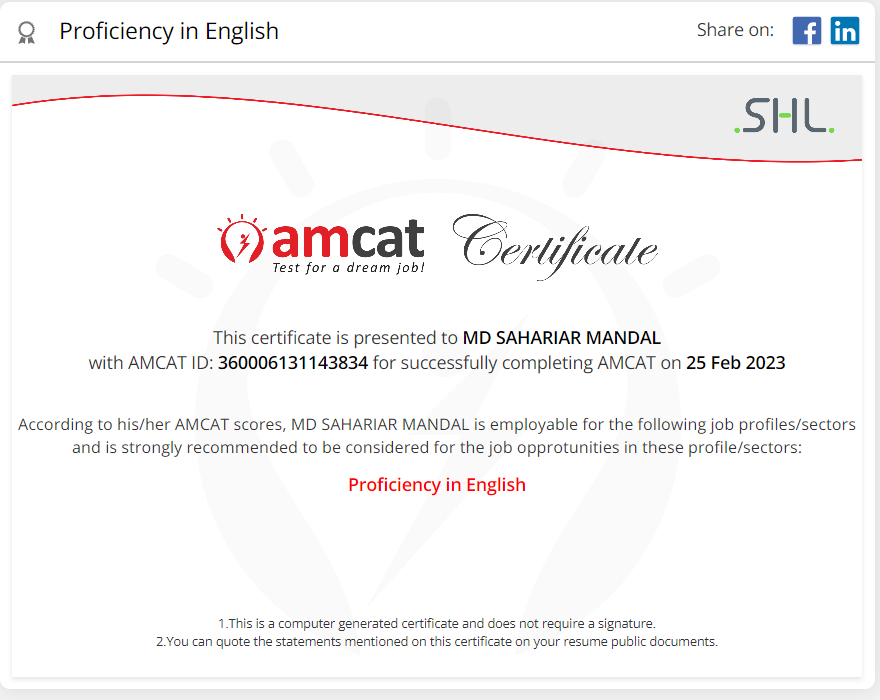 Proficiency in English
Share on:
f
in
.SHL.
amcat
Test for a dream job!
Certificate
This certificate is presented to MD SAHARIAR MANDAL
with AMCAT ID: 360006131143834 for successfully completing AMCAT on 25 Feb 2023
According to his/her AMCAT scores, MD SAHARIAR MANDAL is employable for the following job profiles/sectors
and is strongly recommended to be considered for the job opprotunities in these profile/sectors:
Proficiency in English
1.This is a computer generated certificate and does not require a signature.
2.You can quote the statements mentioned on this certificate on your resume public documents.